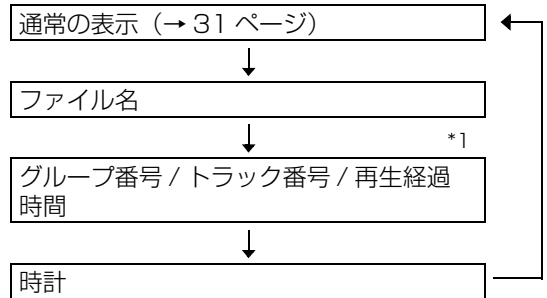 通常の表示（→ 31 ページ）
ファイル名
*1
グループ番号 / トラック番号 / 再生経過
時間
時計